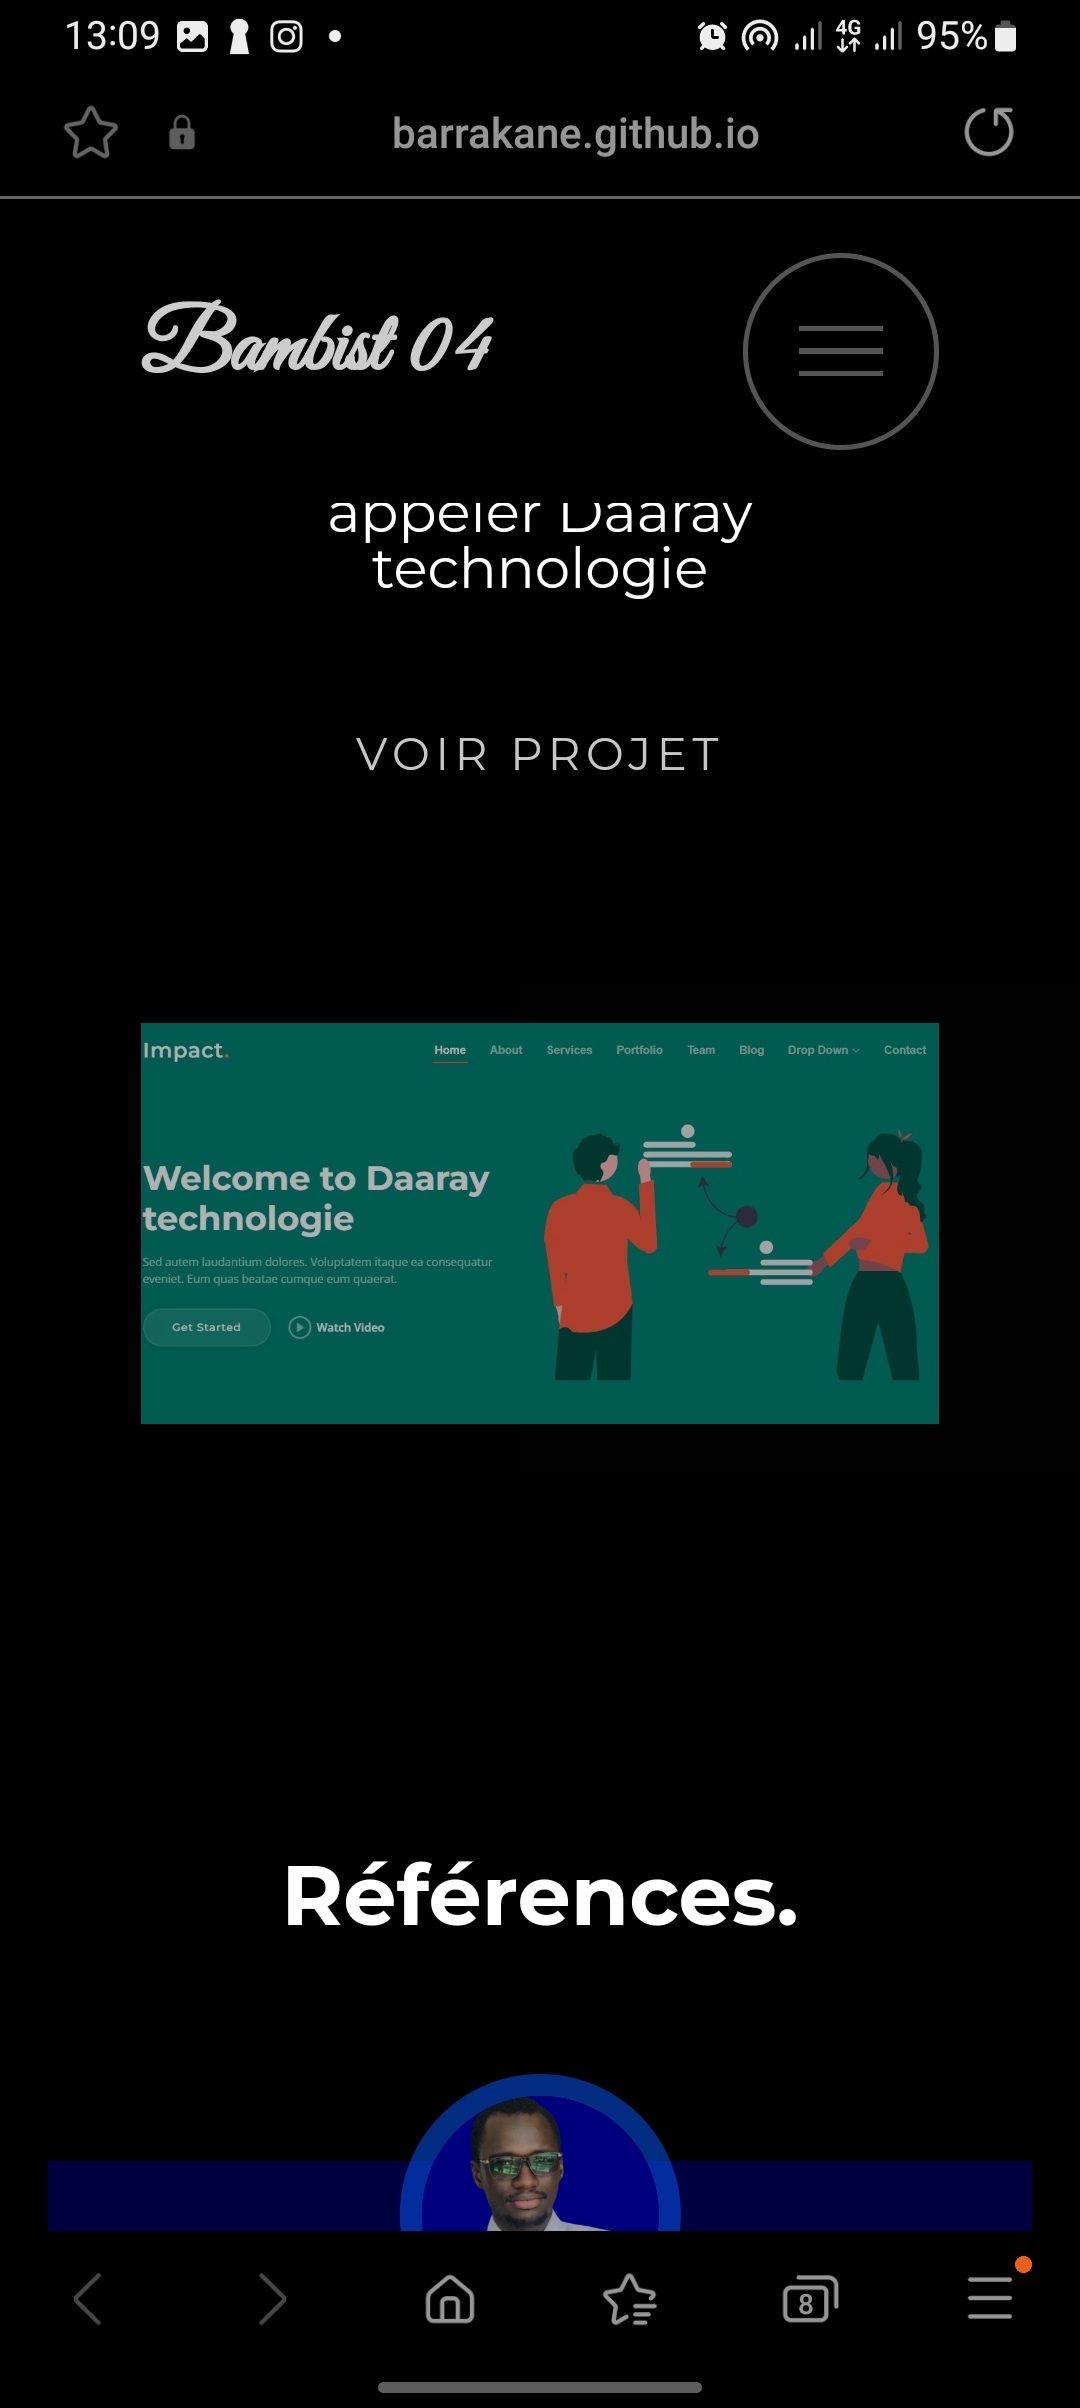 13:09
4G
95%
barrakane.github.io
Bambist 04
appeler Daaray
technologie
VOIR PROJET
Impact.
Home About Services Portfolio Team Blog Drop Down Contact
Welcome to Daaray
technologie
Sed autem laudantium dolores. Voluptatem itaque ea consequatur
eveniet. Eum quas beatae cumque eum quaerat.
Get Started Watch Video
Références.
8